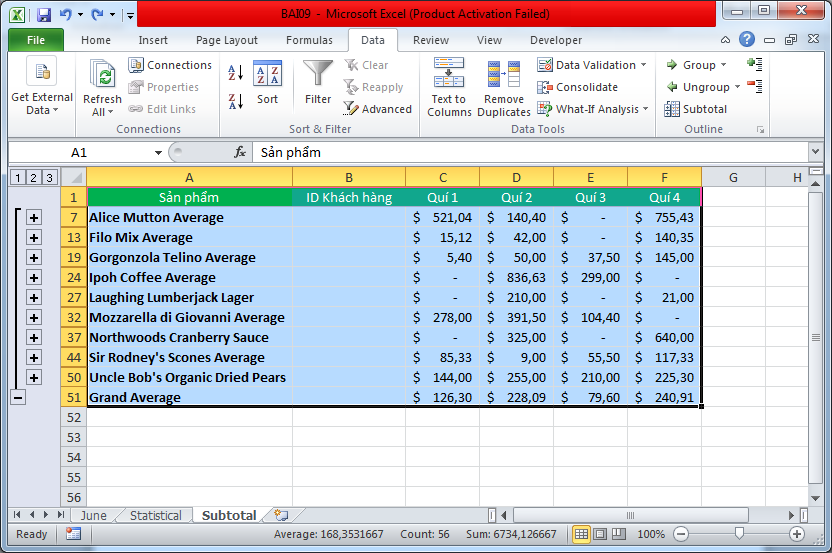 BAI09 - Microsoft Excel (Product Activation Failed)
File Home Insert Page Layout Formulas Data Review View Developer
Get External Data
Refresh All
Connections
Properties
Edit Links
Connections
Sort
Filter
Clear
Reapply
Advanced
Sort & Filter
Text to Columns
Remove Duplicates
Data Validation
Consolidate
What-If Analysis
Data Tools
Group
Ungroup
Subtotal
Outline
A1 fx Sản phẩm
1 2 3 A B C D E F G H
1 Sản phẩm ID Khách hàng Quí 1 Quí 2 Quí 3 Quí 4
7 Alice Mutton Average $ 521,04 $ 140,40 $ - $ 755,43
13 Filo Mix Average $ 15,12 $ 42,00 $ - $ 140,35
19 Gorgonzola Telino Average $ 5,40 $ 50,00 $ 37,50 $ 145,00
24 Ipoh Coffee Average $ - $ 836,63 $ 299,00 $ -
27 Laughing Lumberjack Lager $ - $ 210,00 $ - $ 21,00
32 Mozzarella di Giovanni Average $ 278,00 $ 391,50 $ 104,40 $ -
37 Northwoods Cranberry Sauce $ - $ 325,00 $ - $ 640,00
44 Sir Rodney's Scones Average $ 85,33 $ 9,00 $ 55,50 $ 117,33
50 Uncle Bob's Organic Dried Pears $ 144,00 $ 255,00 $ 210,00 $ 225,30
51 Grand Average $ 126,30 $ 228,09 $ 79,60 $ 240,91
52
53
54
55
56
June Statistical Subtotal
Ready Average: 168,3531667 Count: 56 Sum: 6734,126667 100%